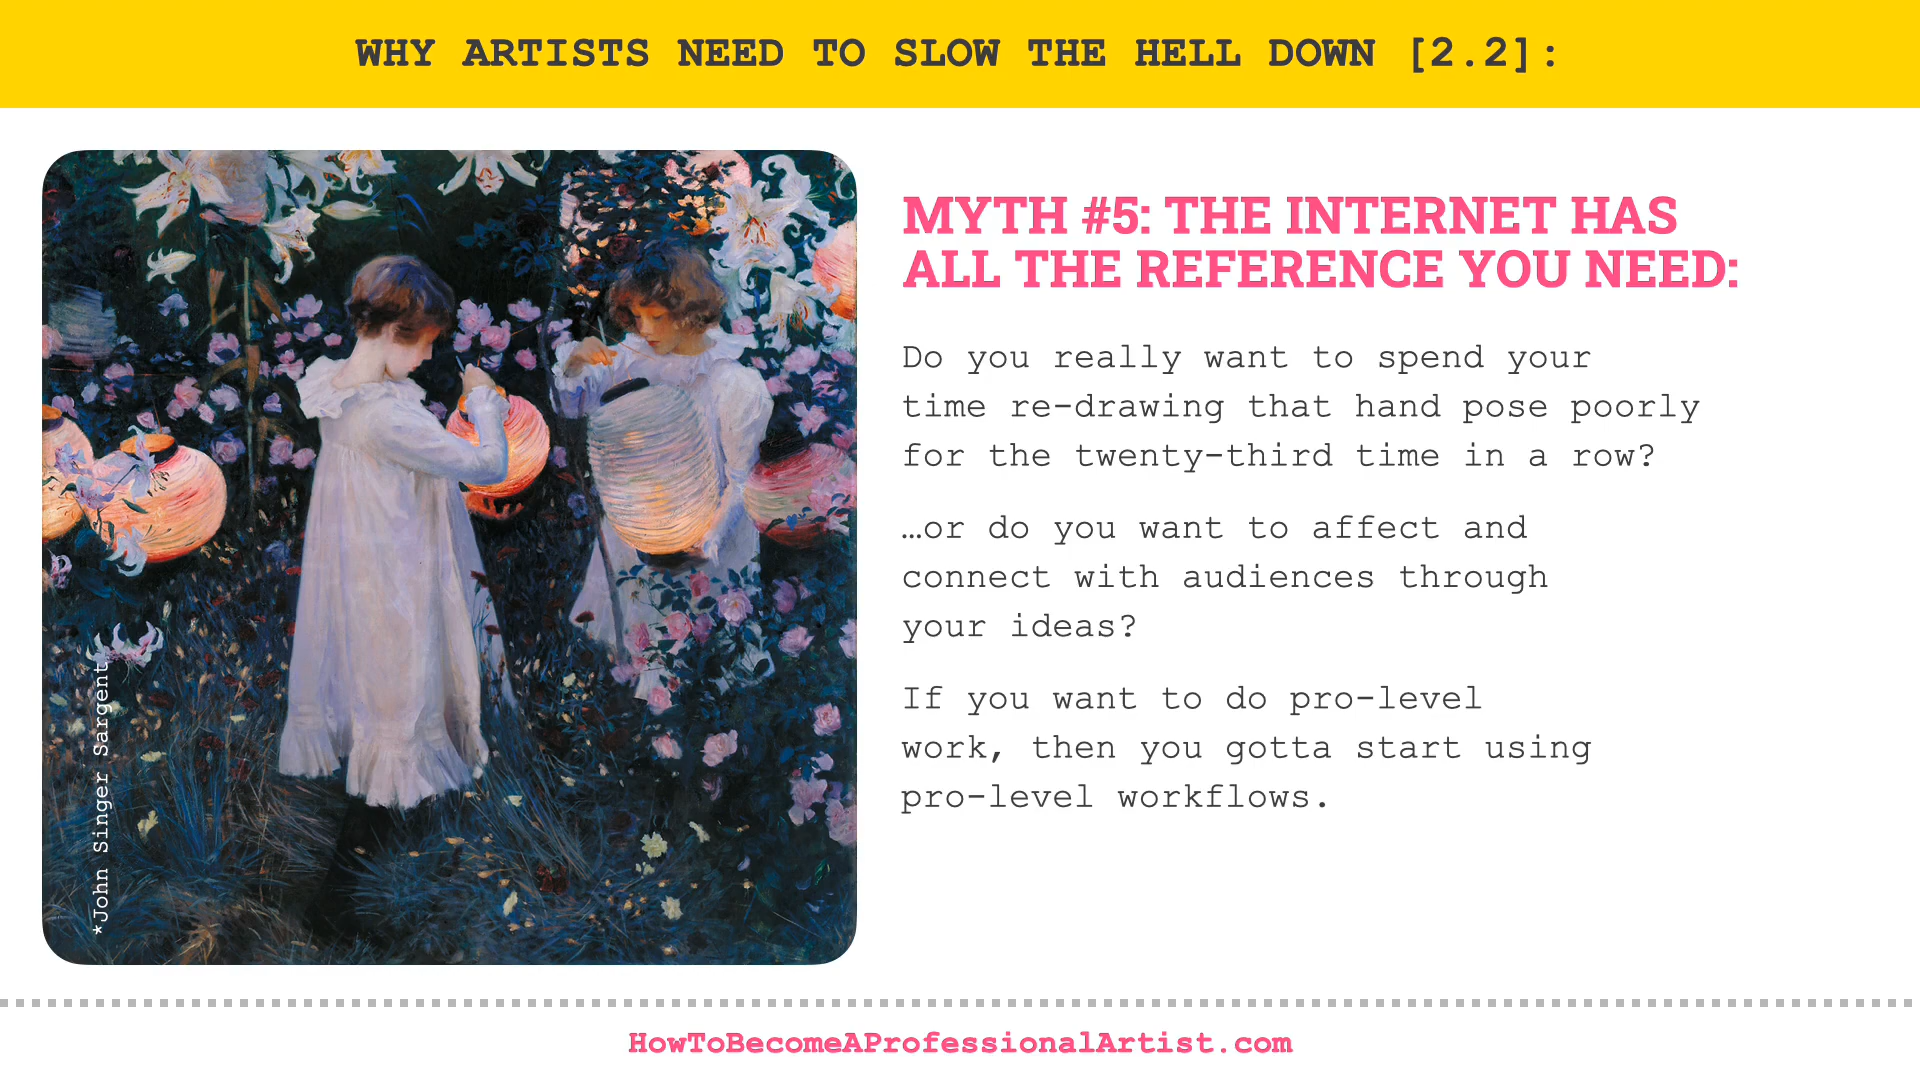 WHY ARTISTS NEED TO SLOW THE HELL DOWN [2.2]:
MYTH #5: THE INTERNET HAS
ALL THE REFERENCE YOU NEED:
Do you really want to spend your
time re-drawing that hand pose poorly
for the twenty-third time in a row?
…or do you want to affect and
connect with audiences through
your ideas?
If you want to do pro-level
work, then you gotta start using
pro-level workflows.
*John Singer Sargent
HowToBecomeAProfessionalArtist.com